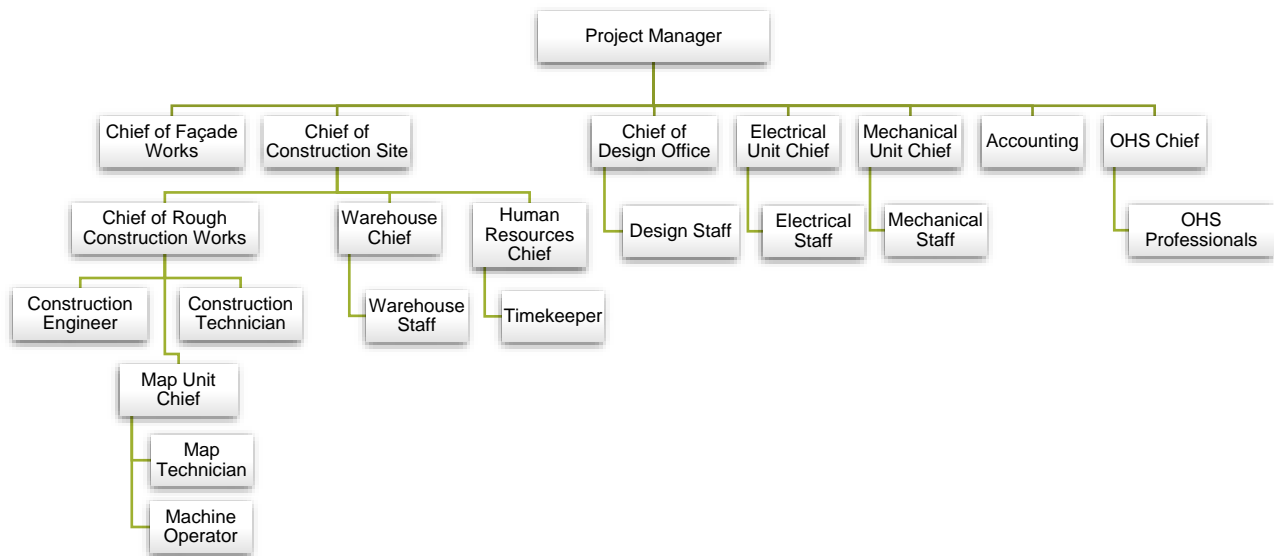 Project Manager
Chief of Façade
Works
Chief of
Construction Site
Chief of
Design Office
Electrical
Unit Chief
Mechanical
Unit Chief
Accounting
OHS Chief
Chief of Rough
Construction Works
Warehouse
Chief
Human
Resources
Chief
Design Staff
Electrical
Staff
Mechanical
Staff
OHS
Professionals
Construction
Engineer
Construction
Technician
Warehouse
Staff
Timekeeper
Map Unit
Chief
Map
Technician
Machine
Operator